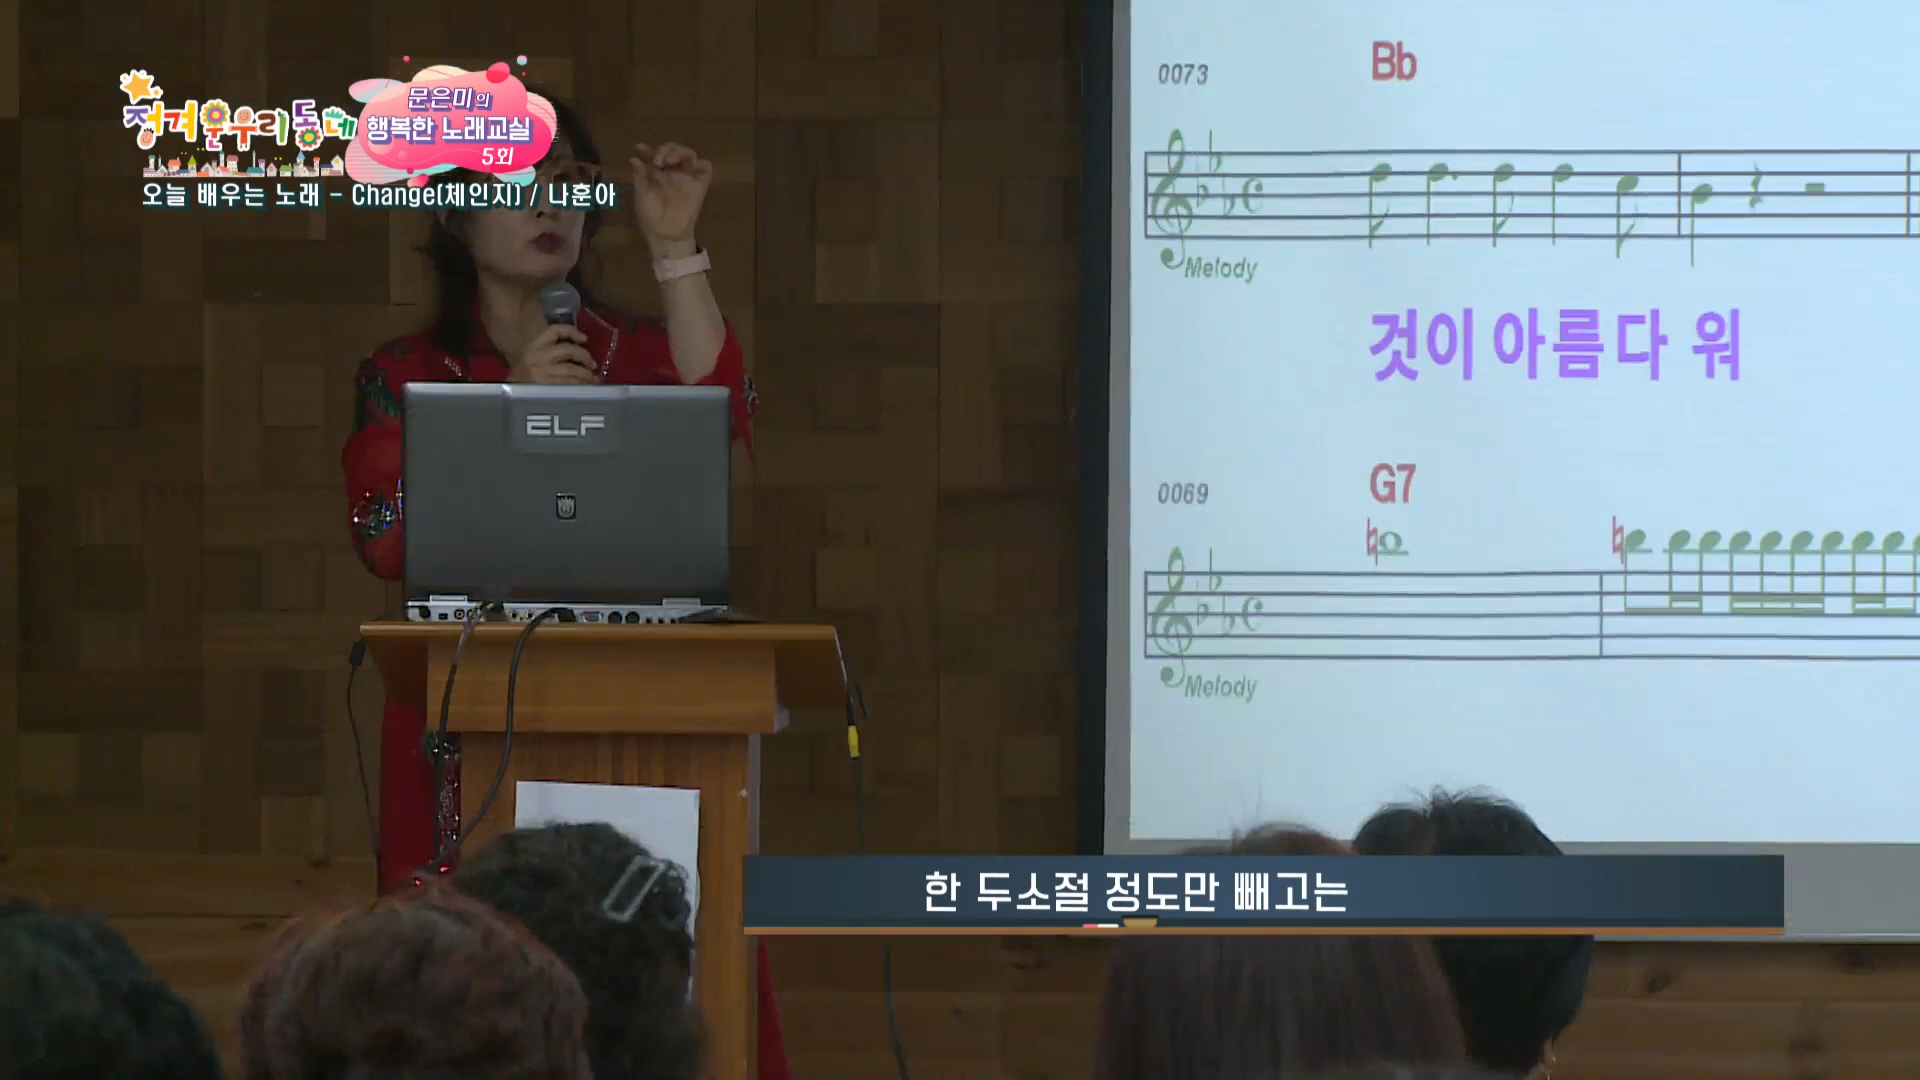 정겨운우리동네
문은미의
행복한 노래교실
5회
오늘 배우는 노래 - Change(체인지) / 나훈아
0073
Bb
Melody
것이 아름다 워
ELF
0069
G7
Melody
한 두소절 정도만 빼고는